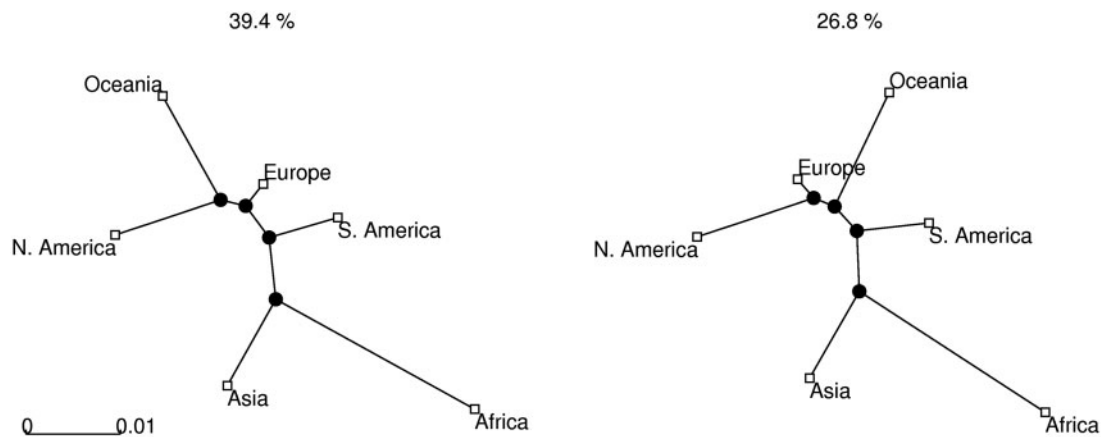 39.4 %
26.8 %
Oceania
Oceania
Europe
Europe
S. America
S. America
N. America
N. America
Asia
Asia
Africa
Africa
0
0.01